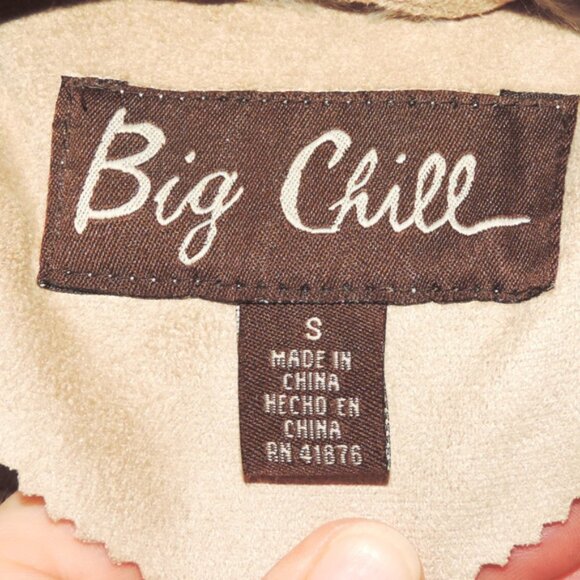 Big Chill
S
MADE IN
CHINA
HECHO EN
CHINA
RN 41876